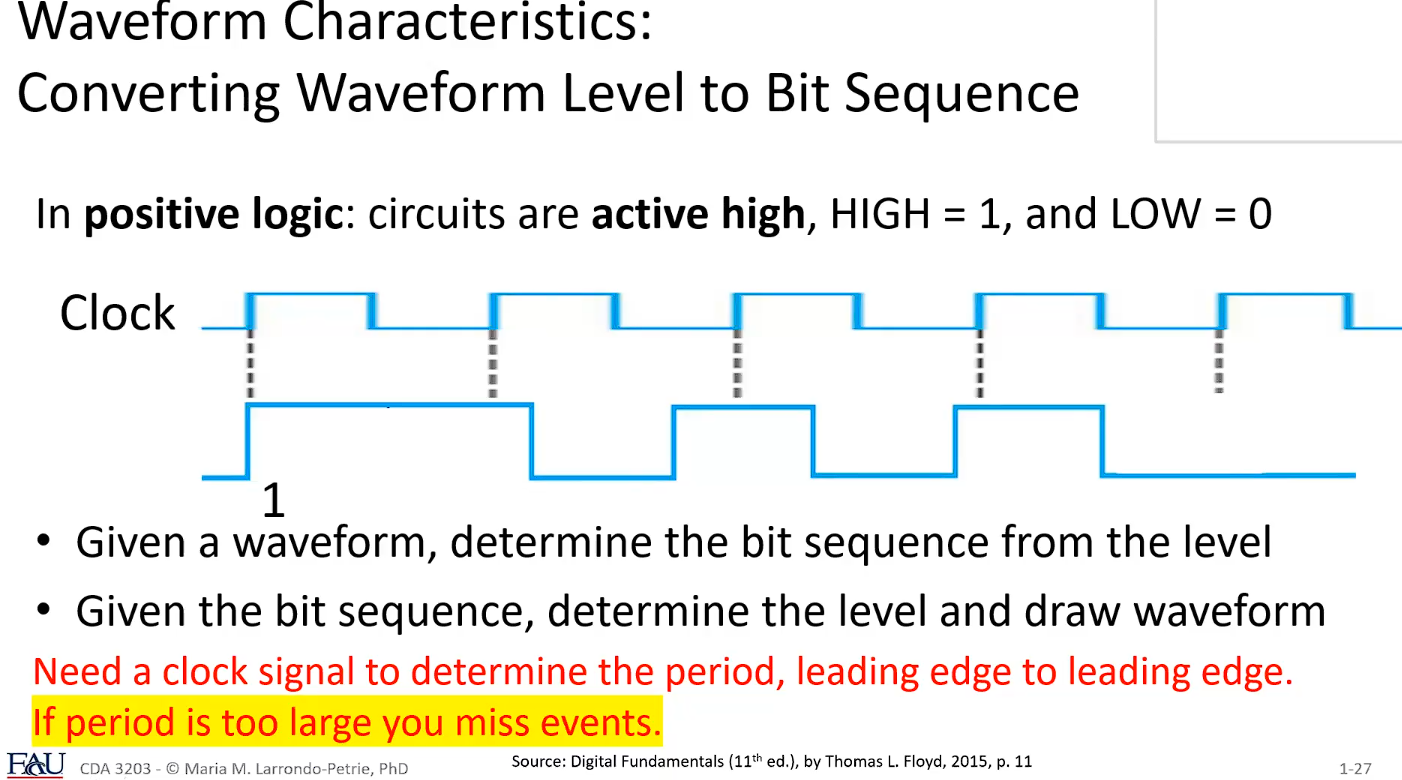 Waveform Characteristics:
Converting Waveform Level to Bit Sequence
In positive logic: circuits are active high, HIGH = 1, and LOW = 0
Clock
1
• Given a waveform, determine the bit sequence from the level
• Given the bit sequence, determine the level and draw waveform
Need a clock signal to determine the period, leading edge to leading edge.
If period is too large you miss events.
FAU CDA 3203 - © Maria M. Larrondo-Petrie, PhD
Source: Digital Fundamentals (11th ed.), by Thomas L. Floyd, 2015, p. 11
1-27